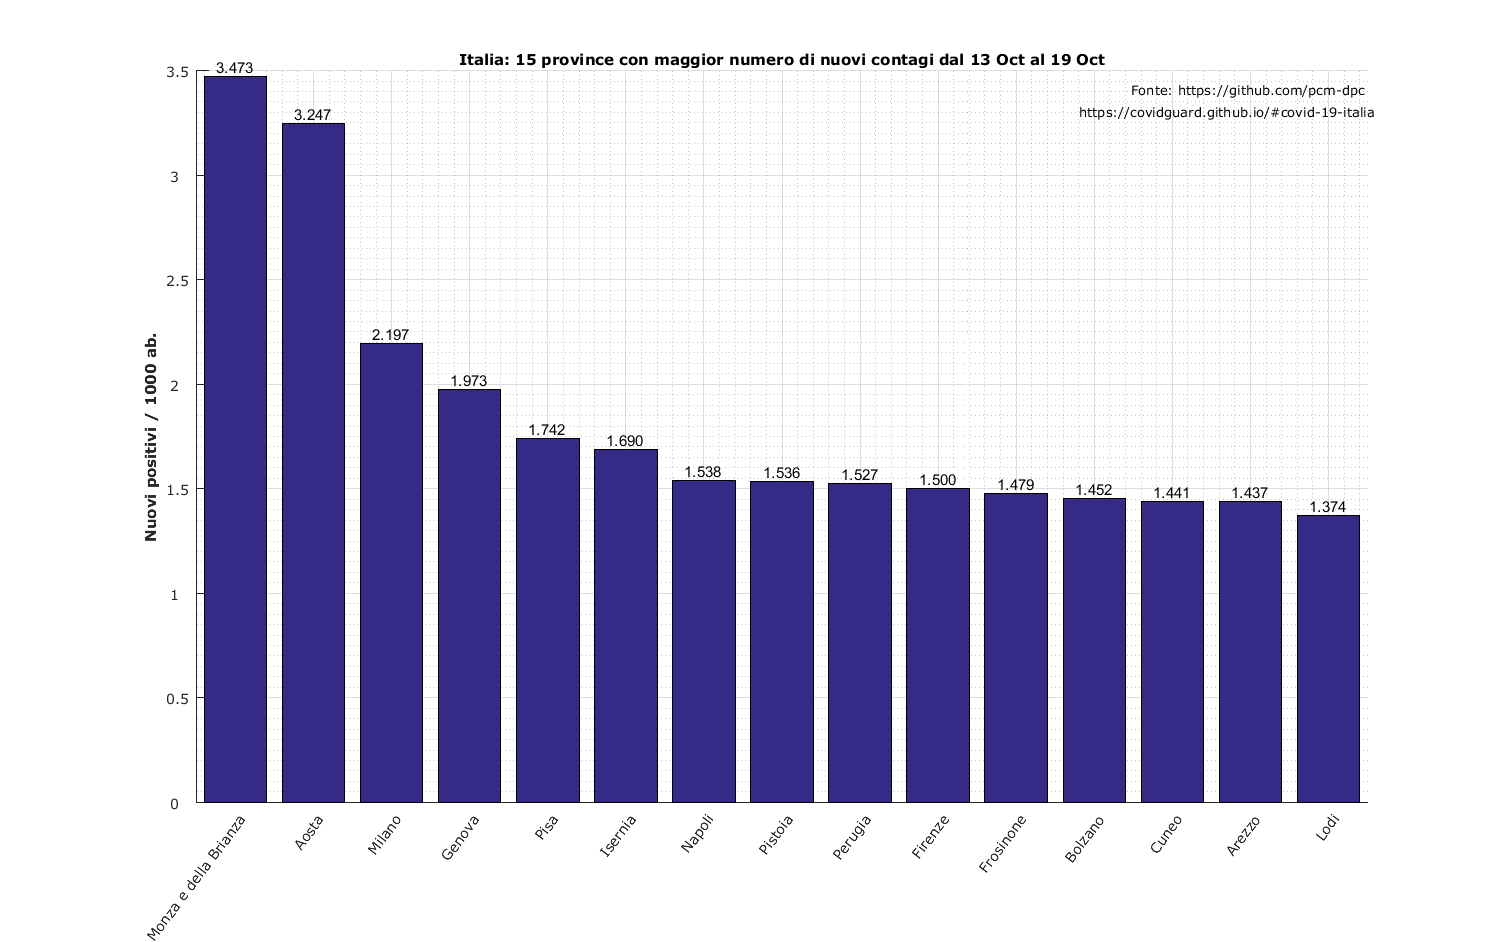 Italia: 15 province con maggior numero di nuovi contagi dal 13 Oct al 19 Oct
Fonte: https://github.com/pcm-dpc
https://covidguard.github.io/#covid-19-italia
Nuovi positivi / 1000 ab.
3.5
3
2.5
2
1.5
1
0.5
0
3.473
3.247
2.197
1.973
1.742
1.690
1.538
1.536
1.527
1.500
1.479
1.452
1.441
1.437
1.374
Monza e della Brianza
Aosta
Milano
Genova
Pisa
Isernia
Napoli
Pistoia
Perugia
Firenze
Frosinone
Bolzano
Cuneo
Arezzo
Lodi